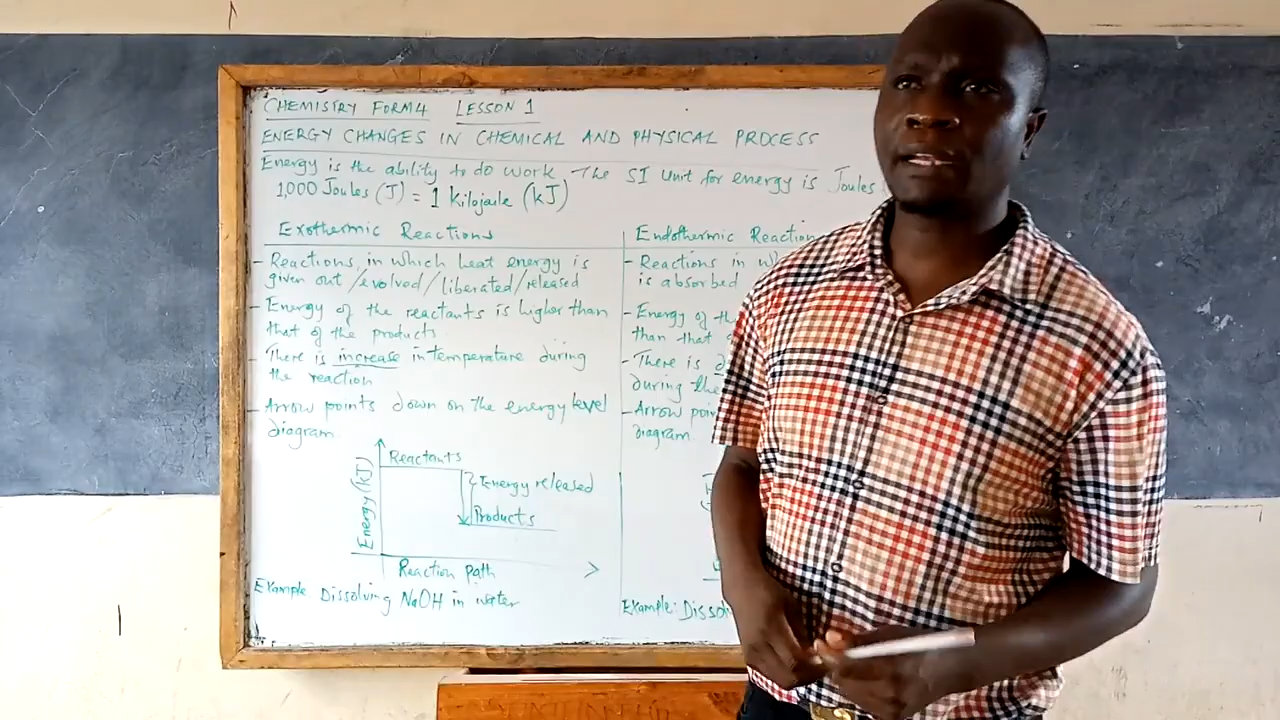 CHEMISTRY FORM 4 LESSON 1
ENERGY CHANGES IN CHEMICAL AND PHYSICAL PROCESS
Energy is the ability to do work. The SI Unit for energy is Joules
1,000 Joules (J) = 1 Kilojoule (kJ)
Exothermic Reactions
- Reactions in which heat energy is
given out/evolved/liberated/released
- Energy of the reactants is higher than
that of the products
- There is increase in temperature during
the reaction
- Arrow points down on the energy level
diagram
Energy (kJ)
Reactants
Energy released
Products
Reaction path
Example Dissolving NaOH in water
Endothermic Reaction
- Reactions in
is absorbed
- Energy of
than that
- There is
during the
- Arrow
diagram.
Example: